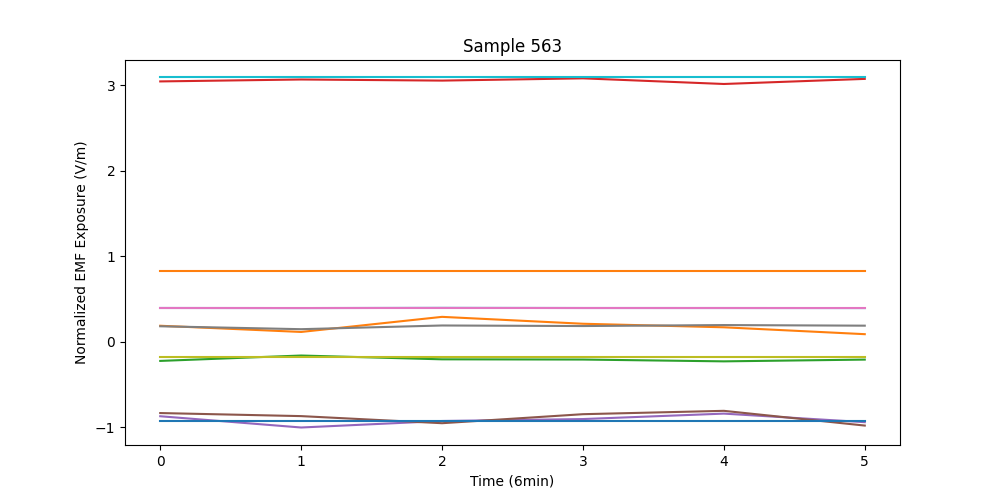 Sample 563
Normalized EMF Exposure (V/m)
3
2
1
0
−1
0 1 2 3 4 5
Time (6min)